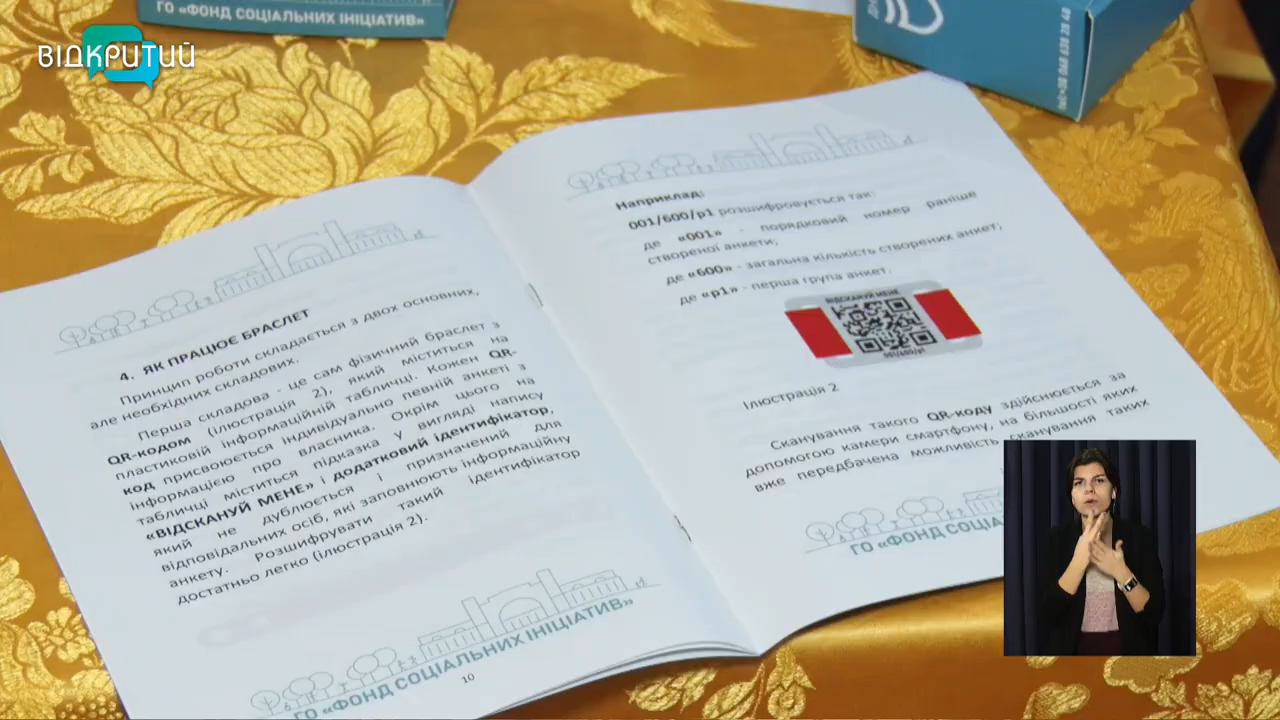 ГО «ФОНД СОЦІАЛЬНИХ ІНІЦІАТИВ»
ВІДКРИТИЙ
4. ЯК ПРАЦЮЄ БРАСЛЕТ
Принцип роботи складається з двох основних,
але необхідних складових.
Перша складова - це сам фізичний браслет з
QR-кодом (ілюстрація 2), який міститься на
пластиковій інформаційній табличці. Кожен QR-
код присвоюється індивідуально певній анкеті з
інформацією про власника. Окрім цього на
табличці міститься підказка у вигляді напису
«ВІДСКАНУЙ МЕНЕ» і додатковий ідентифікатор,
який не дублюється і призначений для
відповідальних осіб, які заповнюють інформаційну
анкету. Розшифрувати такий ідентифікатор
достатньо легко (ілюстрація 2).
ГО «ФОНД СОЦІАЛЬНИХ ІНІЦІАТИВ»
10
Наприклад:
001/600/p1 розшифровується так:
де «001» - порядковий номер раніше
створеної анкети;
де «600» - загальна кількість створених анкет;
де «p1» - перша група анкет.
ВІДСКАНУЙ МЕНЕ
001/600/p1
Ілюстрація 2
Сканування такого QR-коду здійснюється за
допомогою камери смартфону, на більшості яких
вже передбачена можливість сканування таких
ГО «ФОНД СОЦІА